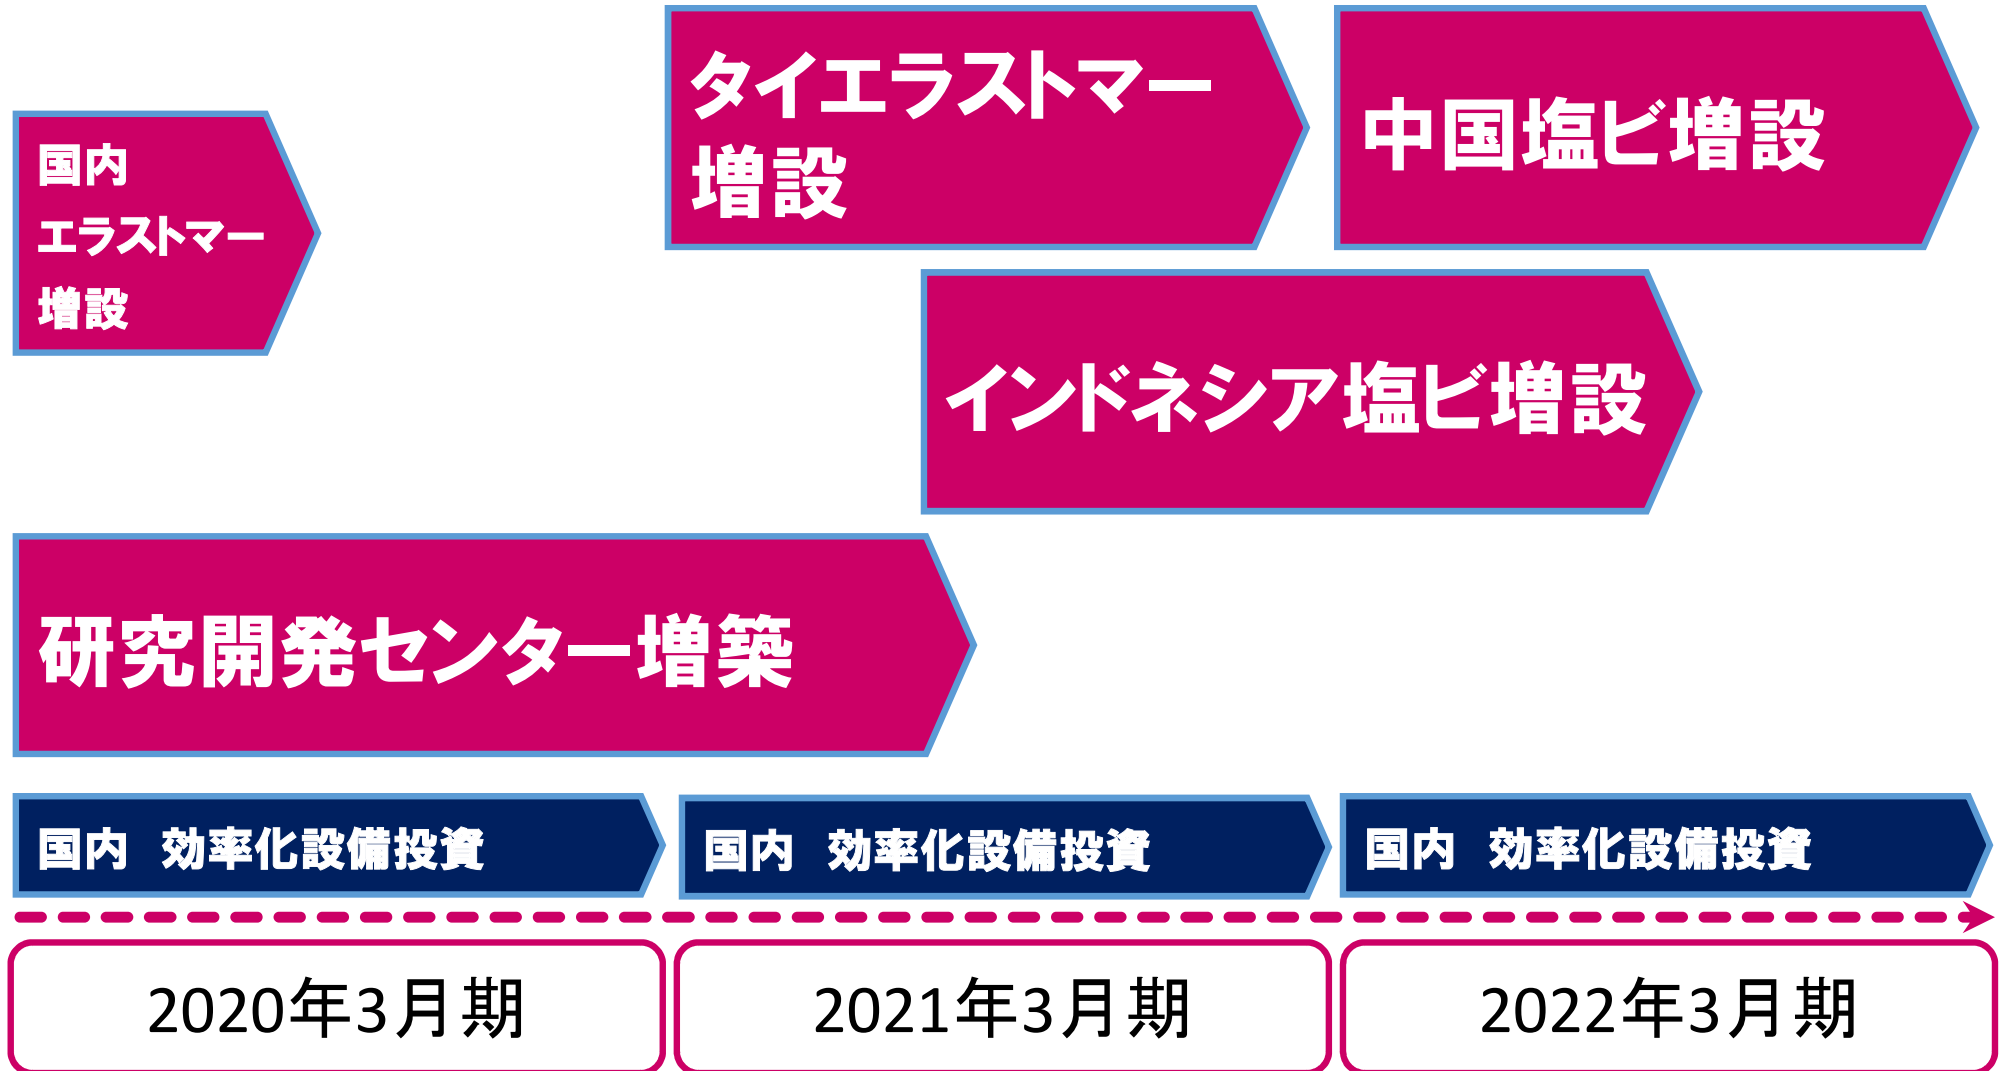 タイエラストマー
増設
中国塩ビ増設
国内
エラストマー
増設
インドネシア塩ビ増設
研究開発センター増築
国内　効率化設備投資
国内　効率化設備投資
国内　効率化設備投資
2020年3月期
2021年3月期
2022年3月期